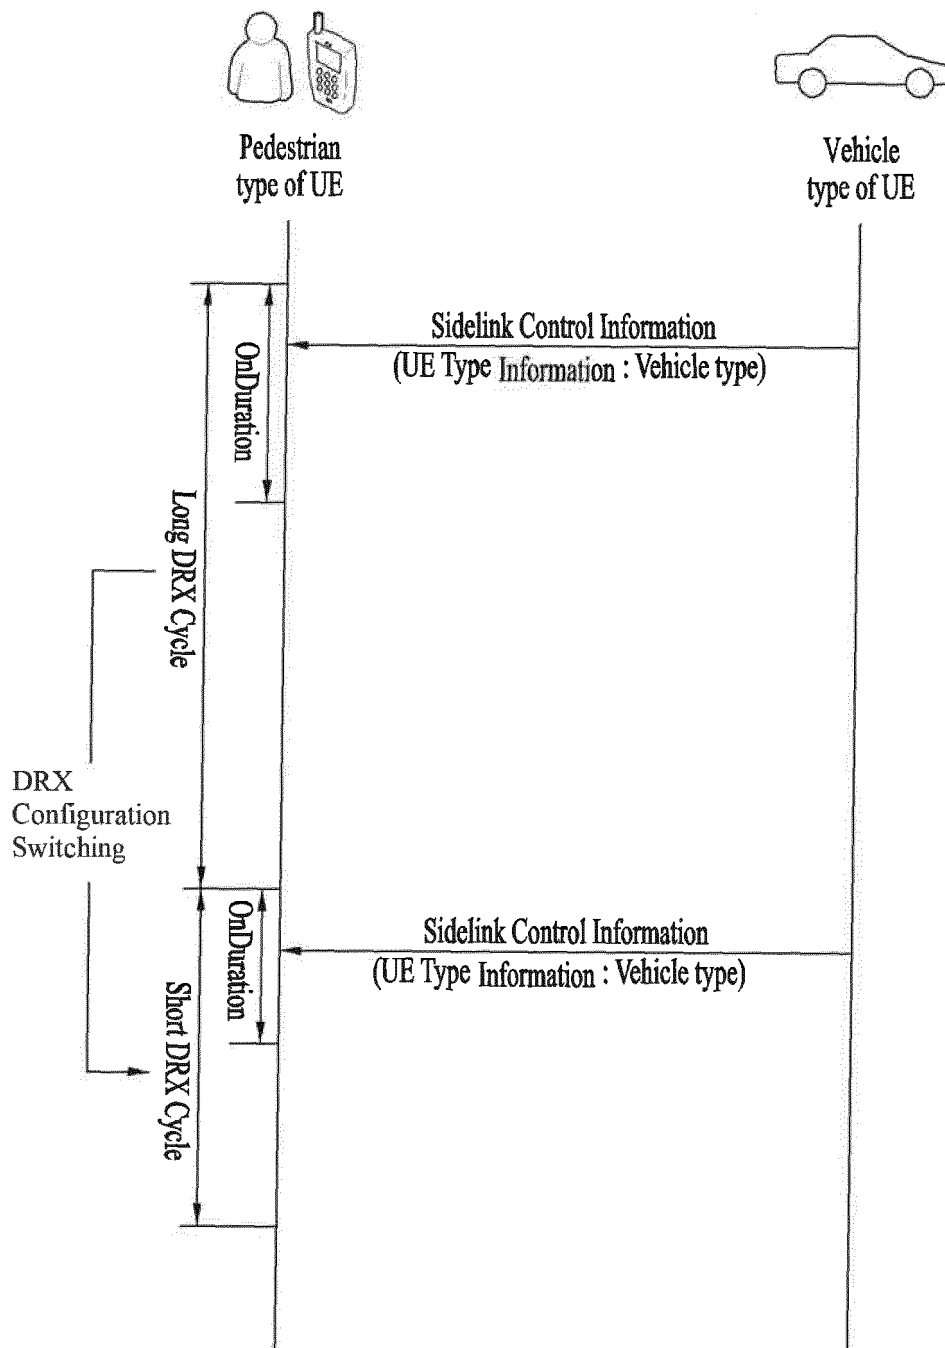 Pedestrian
type of UE
Vehicle
type of UE
Sidelink Control Information
(UE Type Information : Vehicle type)
OnDuration
Long DRX Cycle
DRX
Configuration
Switching
Sidelink Control Information
(UE Type Information : Vehicle type)
OnDuration
Short DRX Cycle